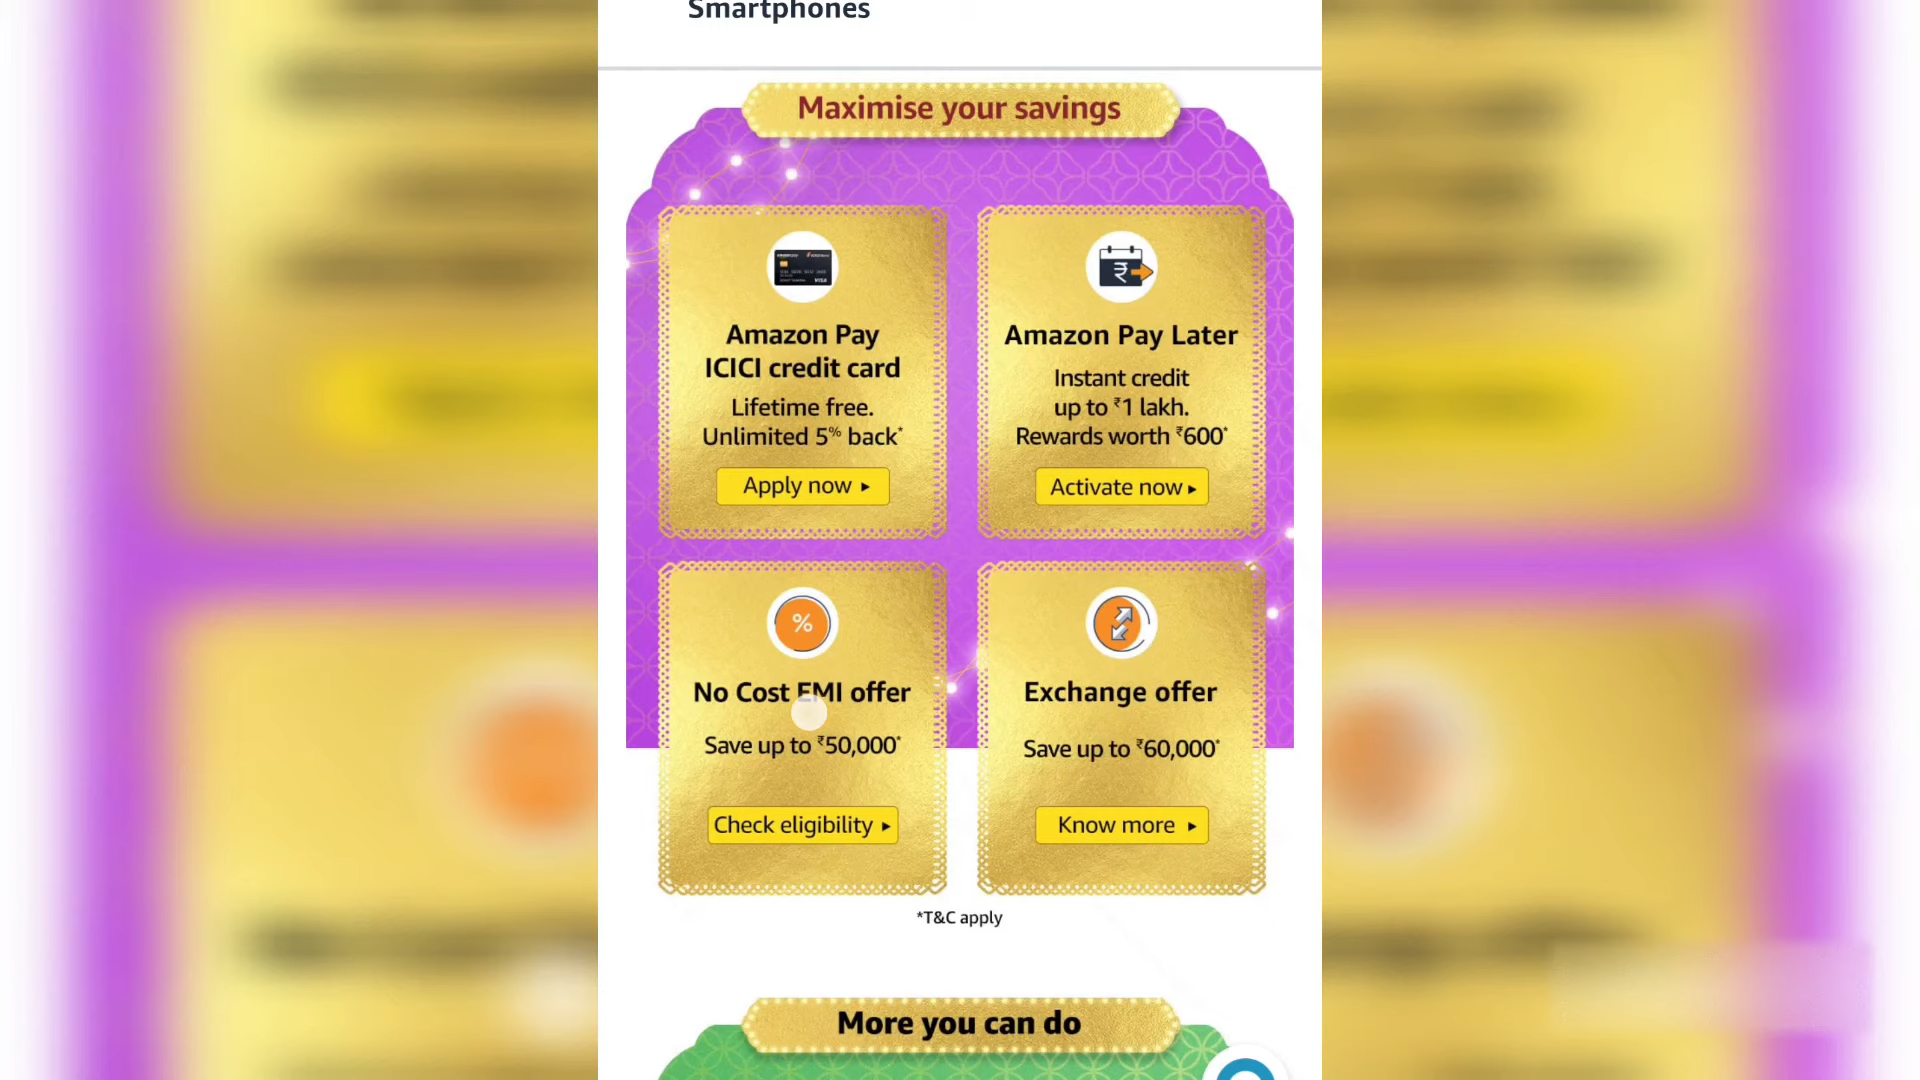 Smartphones
Maximise your savings
Amazon Pay
ICICI credit card
Lifetime free.
Unlimited 5% back*
Apply now ▸
Amazon Pay Later
Instant credit
up to ₹1 lakh.
Rewards worth ₹600*
Activate now ▸
No Cost EMI offer
Save up to ₹50,000*
Check eligibility ▸
Exchange offer
Save up to ₹60,000*
Know more ▸
*T&C apply
More you can do